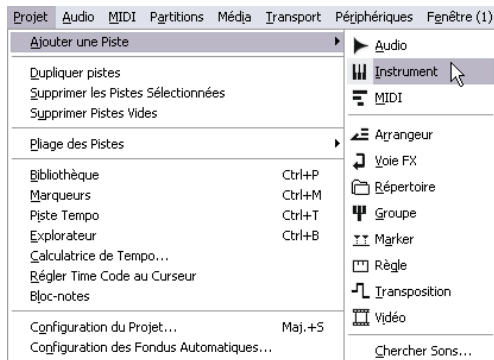 Projet Audio MIDI Partitions Média Transport Périphériques Fenêtre (1)
Ajouter une Piste
Dupliquer pistes
Supprimer les Pistes Sélectionnées
Supprimer Pistes Vides
Pliage des Pistes
Bibliothèque Ctrl+P
Marqueurs Ctrl+M
Piste Tempo Ctrl+T
Explorateur Ctrl+B
Calculatrice de Tempo...
Régler Time Code au Curseur
Bloc-notes
Configuration du Projet... Maj.+S
Configuration des Fondus Automatiques...
Audio
Instrument
MIDI
Arrangeur
Voie FX
Répertoire
Groupe
Marker
Règle
Transposition
Vidéo
Chercher Sons...